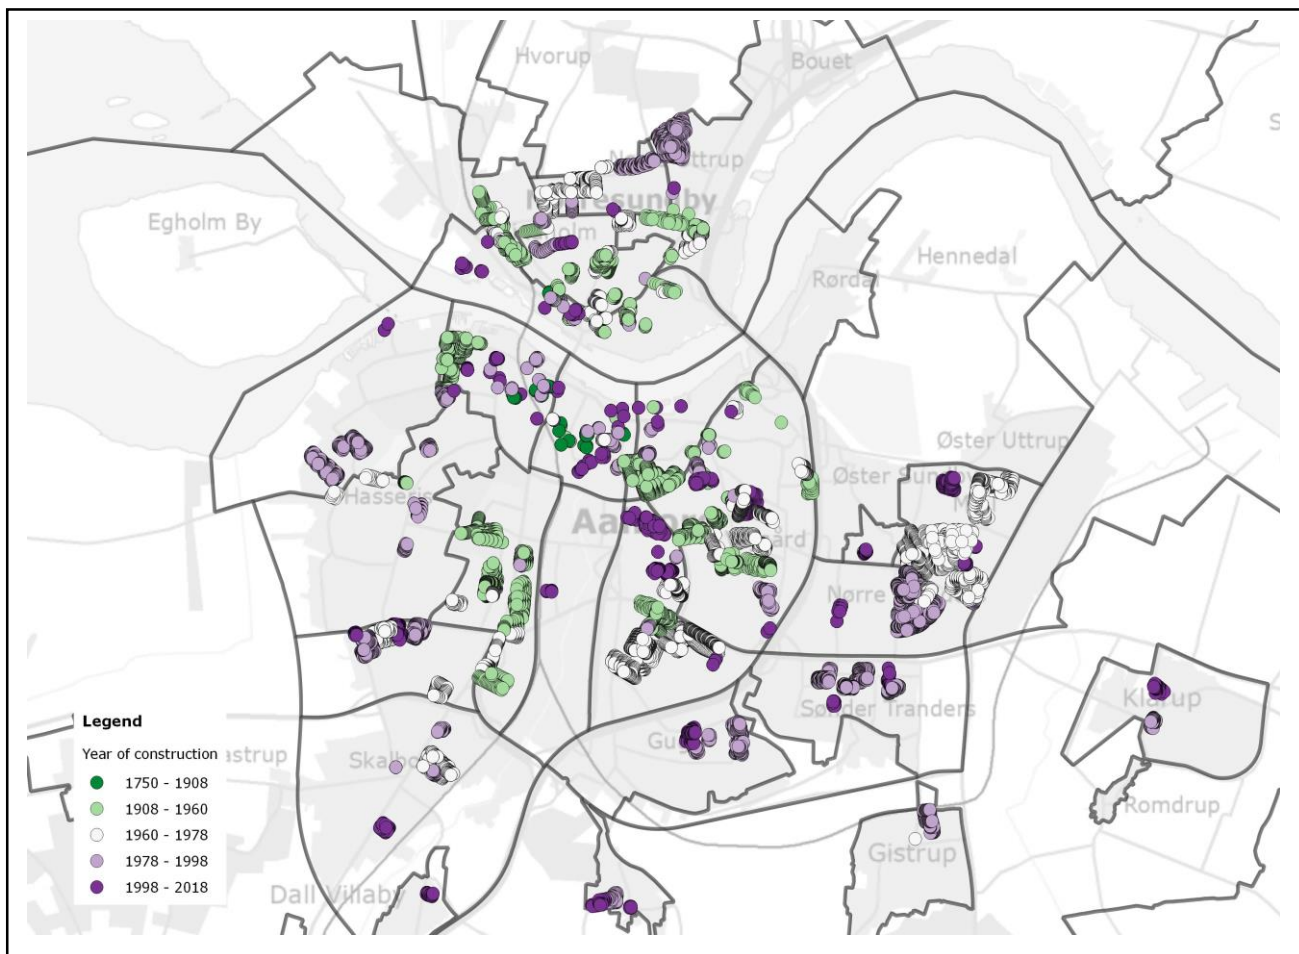 Hvorup
Bouet
Egholm By
Hennedal
Rørdal
Øster Uttrup
Hasseris
Sønder Tranders
Klarup
Romdrup
Gistrup
Dall Villaby
Legend
Year of construction
1750 - 1908
1908 - 1960
1960 - 1978
1978 - 1998
1998 - 2018